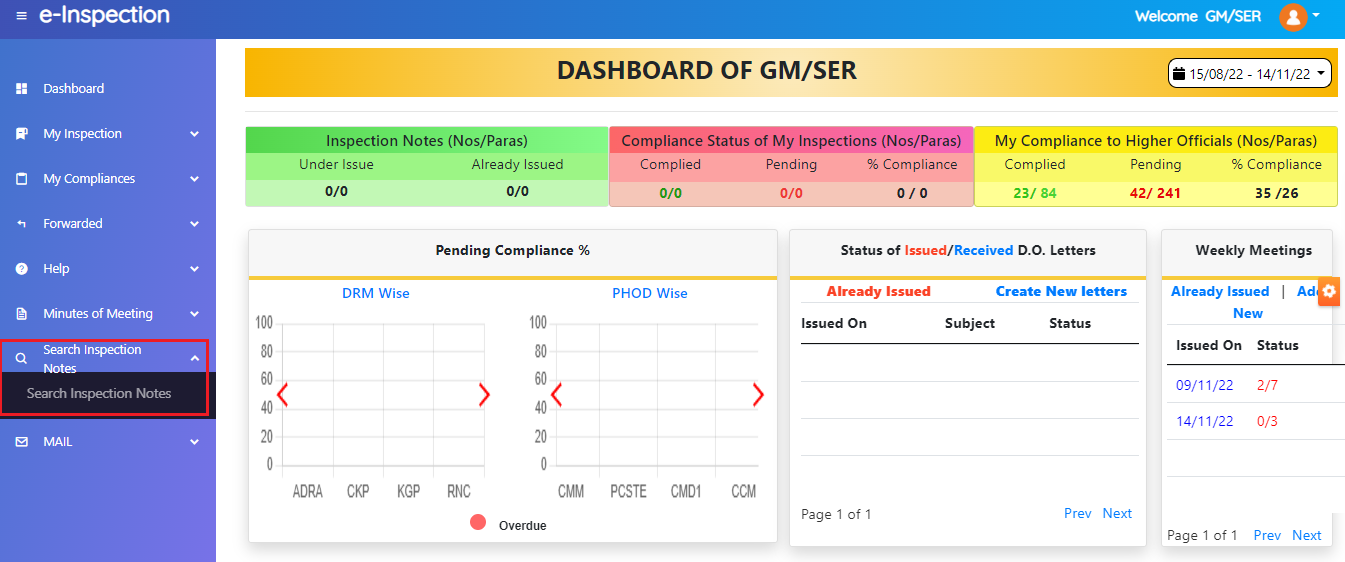 e-Inspection
Welcome GM/SER
Dashboard
My Inspection
My Compliances
Forwarded
Help
Minutes of Meeting
Search Inspection
Notes
Search Inspection Notes
MAIL
DASHBOARD OF GM/SER
15/08/22 - 14/11/22
Inspection Notes (Nos/Paras)
Under Issue Already Issued
0/0 0/0
Compliance Status of My Inspections (Nos/Paras)
Complied Pending % Compliance
0/0 0/0 0 / 0
My Compliance to Higher Officials (Nos/Paras)
Complied Pending % Compliance
23/ 84 42/ 241 35 /26
Pending Compliance %
DRM Wise
100
80
60
40
20
0
ADRA CKP KGP RNC
PHOD Wise
100
80
60
40
20
0
CMM PCSTE CMD1 CCM
Overdue
Status of Issued/Received D.O. Letters
Already Issued Create New letters
Issued On Subject Status
Page 1 of 1 Prev Next
Weekly Meetings
Already Issued | Add
New
Issued On Status
09/11/22 2/7
14/11/22 0/3
Page 1 of 1 Prev Next